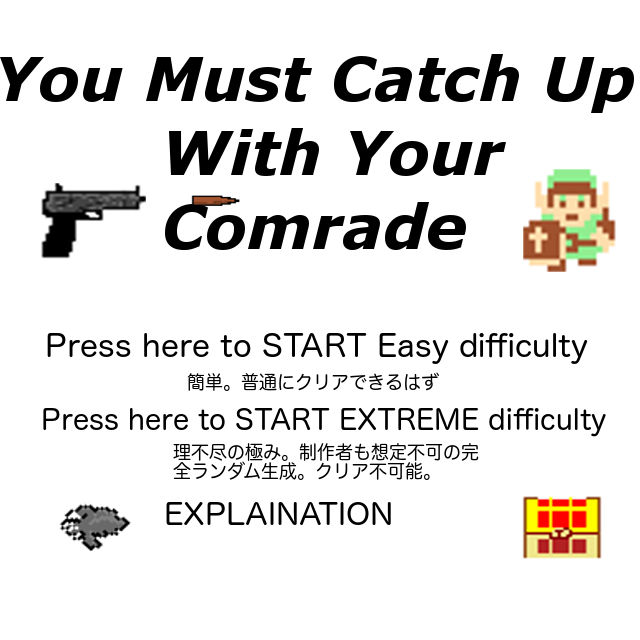 You Must Catch Up
With Your
Comrade
Press here to START Easy difficulty
簡単。普通にクリアできるはず
Press here to START EXTREME difficulty
理不尽の極み。制作者も想定不可の完
全ランダム生成。クリア不可能。
EXPLAINATION